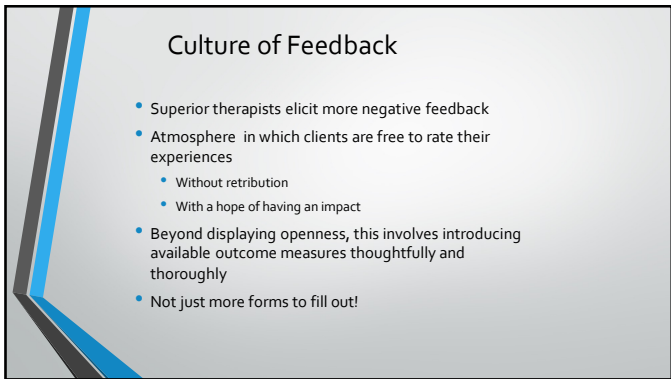 Culture of Feedback
• Superior therapists elicit more negative feedback
• Atmosphere in which clients are free to rate their
experiences
• Without retribution
• With a hope of having an impact
• Beyond displaying openness, this involves introducing
available outcome measures thoughtfully and
thoroughly
• Not just more forms to fill out!